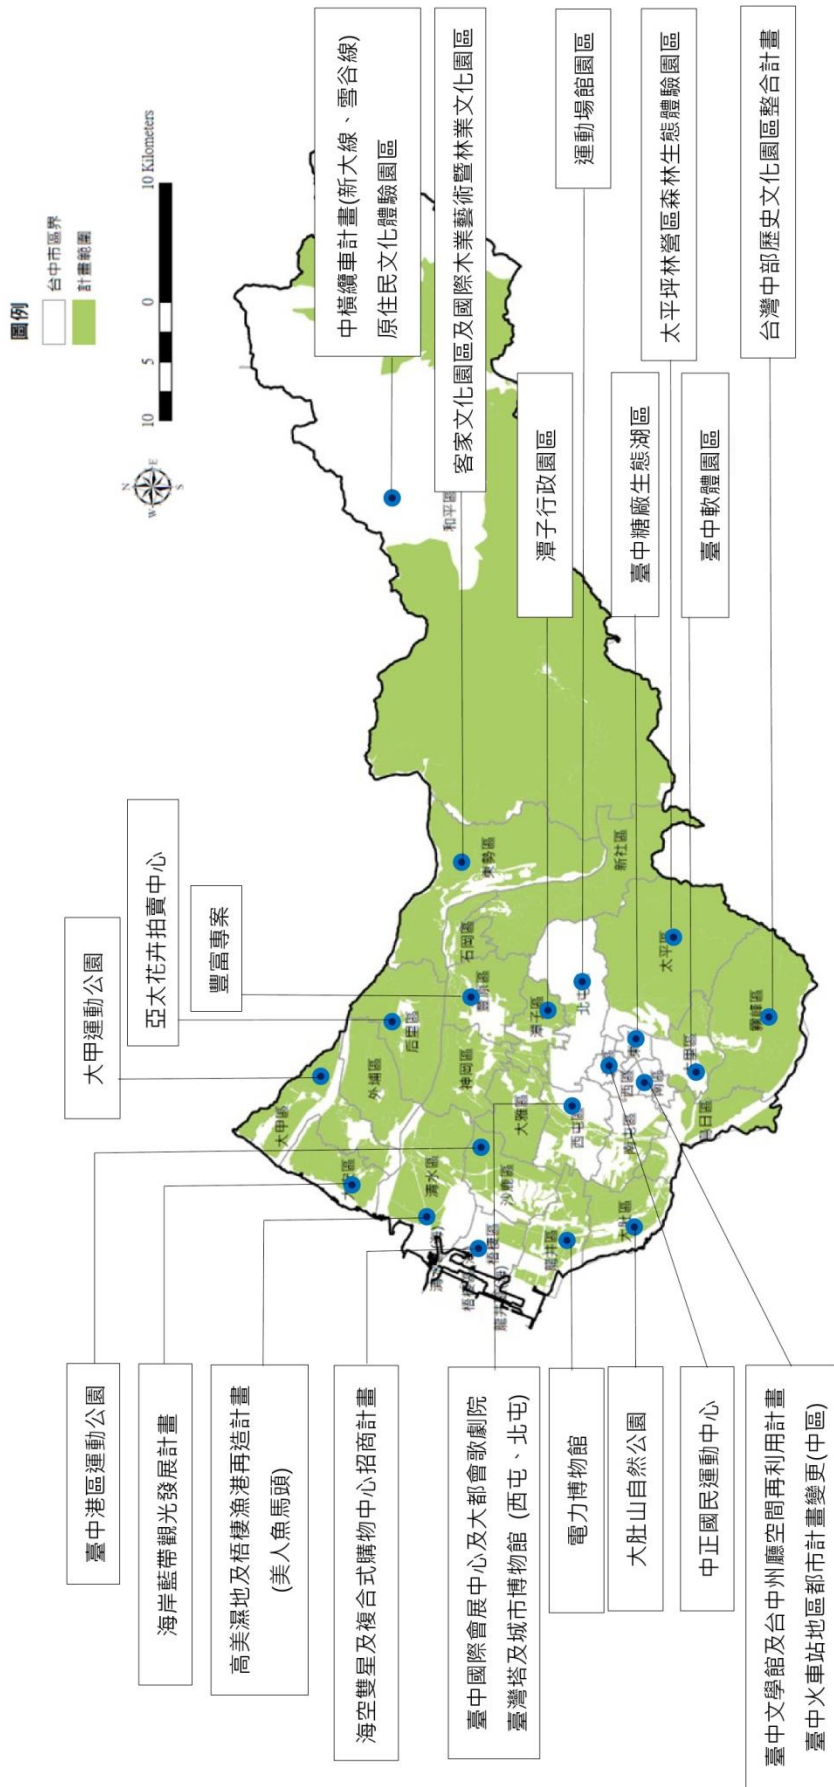 圖例
台中市區界
計畫範圍
10
5
0
10 Kilometers
N
W
E
S
大甲運動公園
亞太花卉拍賣中心
豐富專案
中橫纜車計畫(新大線、雪谷線)
原住民文化體驗園區
客家文化園區及國際木業藝術暨林業文化園區
潭子行政園區
運動場館園區
臺中糖廠生態湖區
太平坪林營區森林生態體驗園區
臺中軟體園區
台灣中部歷史文化園區整合計畫
臺中港區運動公園
海岸藍帶觀光發展計畫
高美濕地及梧棲漁港再造計畫
(美人魚馬頭)
海空雙星及複合式購物中心招商計畫
臺中國際會展中心及大都會歌劇院
臺灣塔及城市博物館 (西屯、北屯)
電力博物館
大肚山自然公園
中正國民運動中心
臺中文學館及台中州廳空間再利用計畫
臺中火車站地區都市計畫變更(中區)
大甲區
外埔區
后里區
清水區
神岡區
豐原區
石岡區
東勢區
和平區
新社區
梧棲區
沙鹿區
大雅區
潭子區
北屯
西屯區
龍井區
南屯區
西區
南區
大肚區
烏日區
太平區
里區
霧峰區